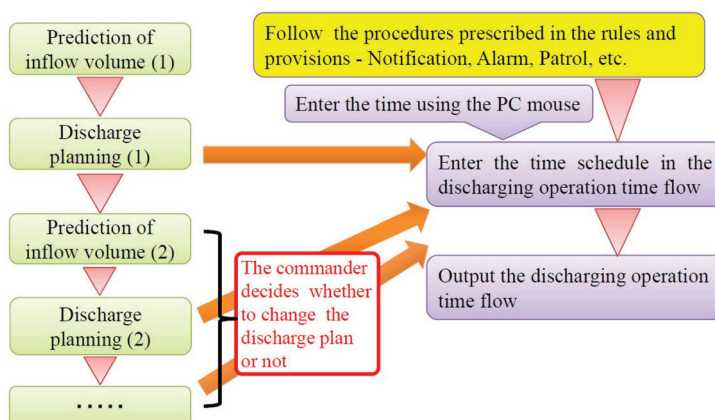 Prediction of
inflow volume (1)
Discharge
planning (1)
Prediction of
inflow volume (2)
Discharge
planning (2)
.....
The commander
decides whether
to change the
discharge plan
or not
Follow the procedures prescribed in the rules and
provisions - Notification, Alarm, Patrol, etc.
Enter the time using the PC mouse
Enter the time schedule in the
discharging operation time flow
Output the discharging operation
time flow